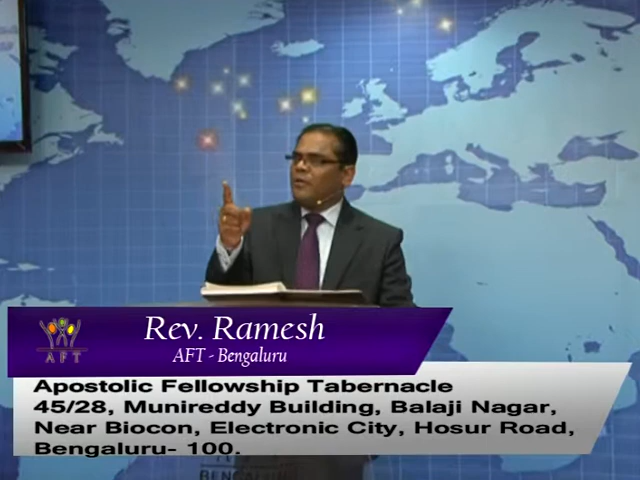 Rev. Ramesh
AFT
AFT - Bengaluru
Apostolic Fellowship Tabernacle
45/28, Munireddy Building, Balaji Nagar,
Near Biocon, Electronic City, Hosur Road,
Bengaluru- 100.